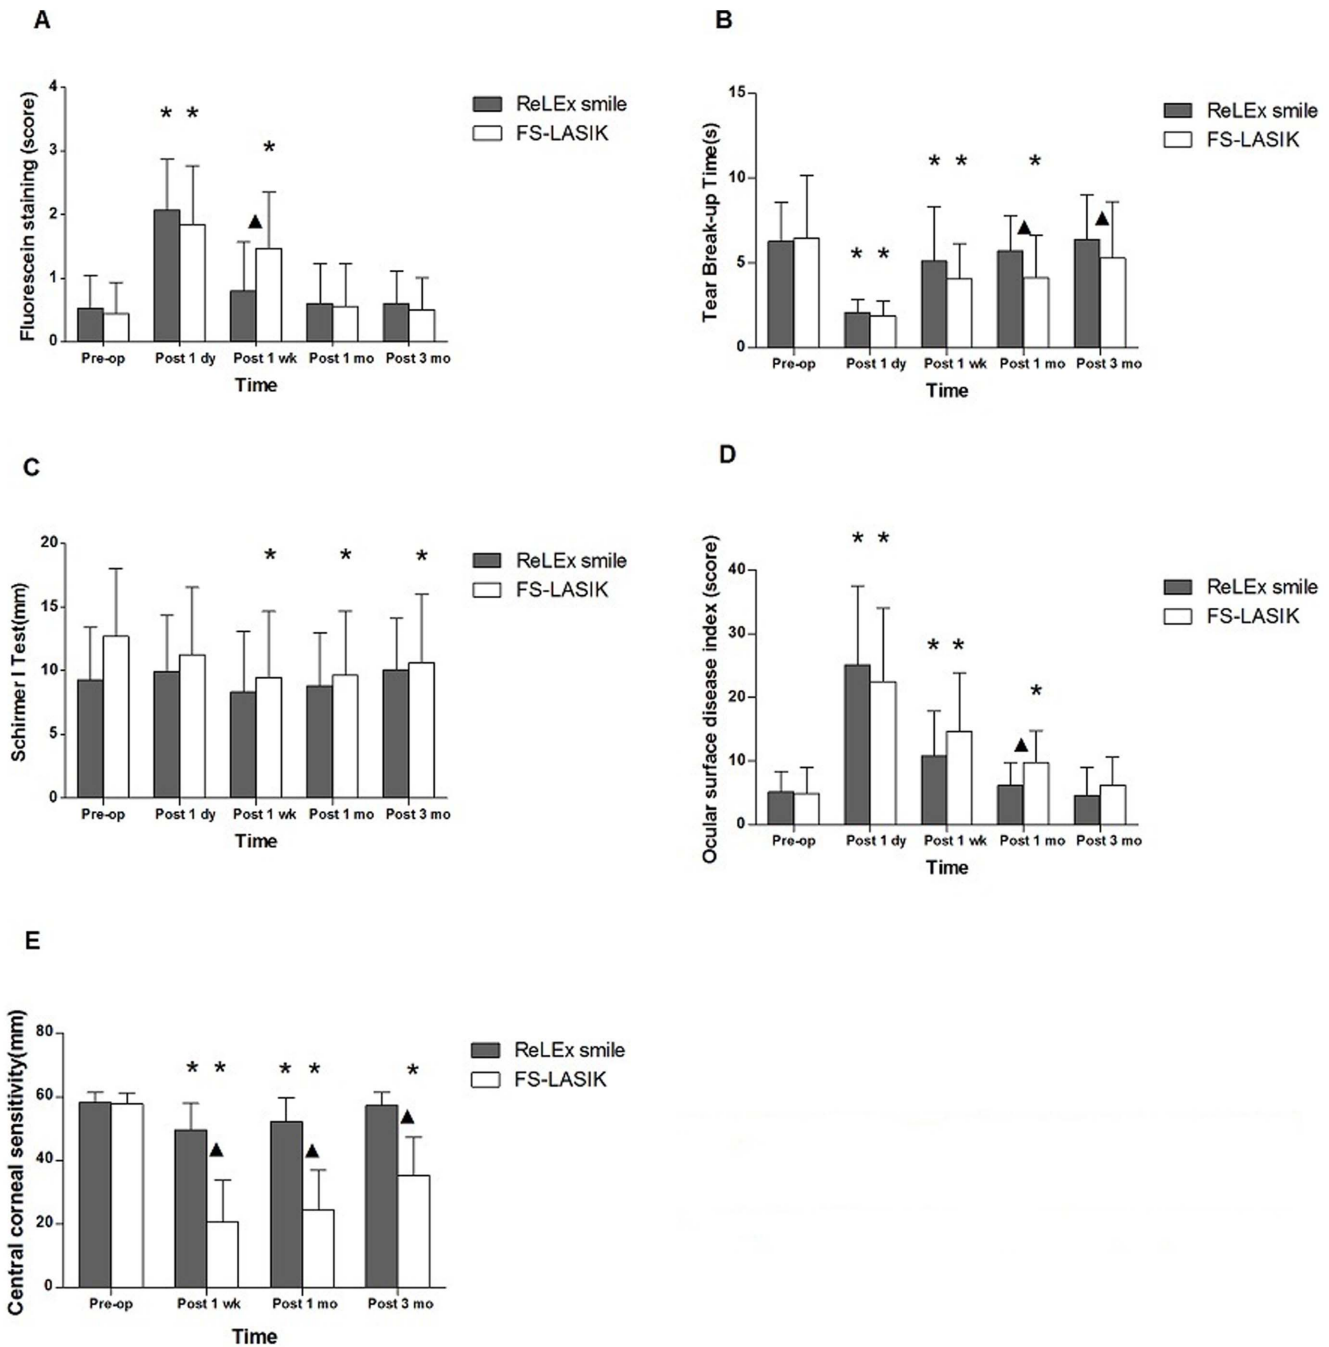 A
Fluorescein staining (score)
4
3
2
1
0
* *
*
▲
ReLEx smile
FS-LASIK
Pre-op Post 1 dy Post 1 wk Post 1 mo Post 3 mo
Time
B
Tear Break-up Time(s)
15
10
5
0
* *
* *
*
▲
▲
ReLEx smile
FS-LASIK
Pre-op Post 1 dy Post 1 wk Post 1 mo Post 3 mo
Time
C
Schirmer I Test(mm)
20
15
10
5
0
* * *
ReLEx smile
FS-LASIK
Pre-op Post 1 dy Post 1 wk Post 1 mo Post 3 mo
Time
D
Ocular surface disease index (score)
40
30
20
10
0
* *
* *
*
▲
ReLEx smile
FS-LASIK
Pre-op Post 1 dy Post 1 wk Post 1 mo Post 3 mo
Time
E
Central corneal sensitivity(mm)
80
60
40
20
0
* * * * *
▲
▲ ▲
ReLEx smile
FS-LASIK
Pre-op Post 1 wk Post 1 mo Post 3 mo
Time